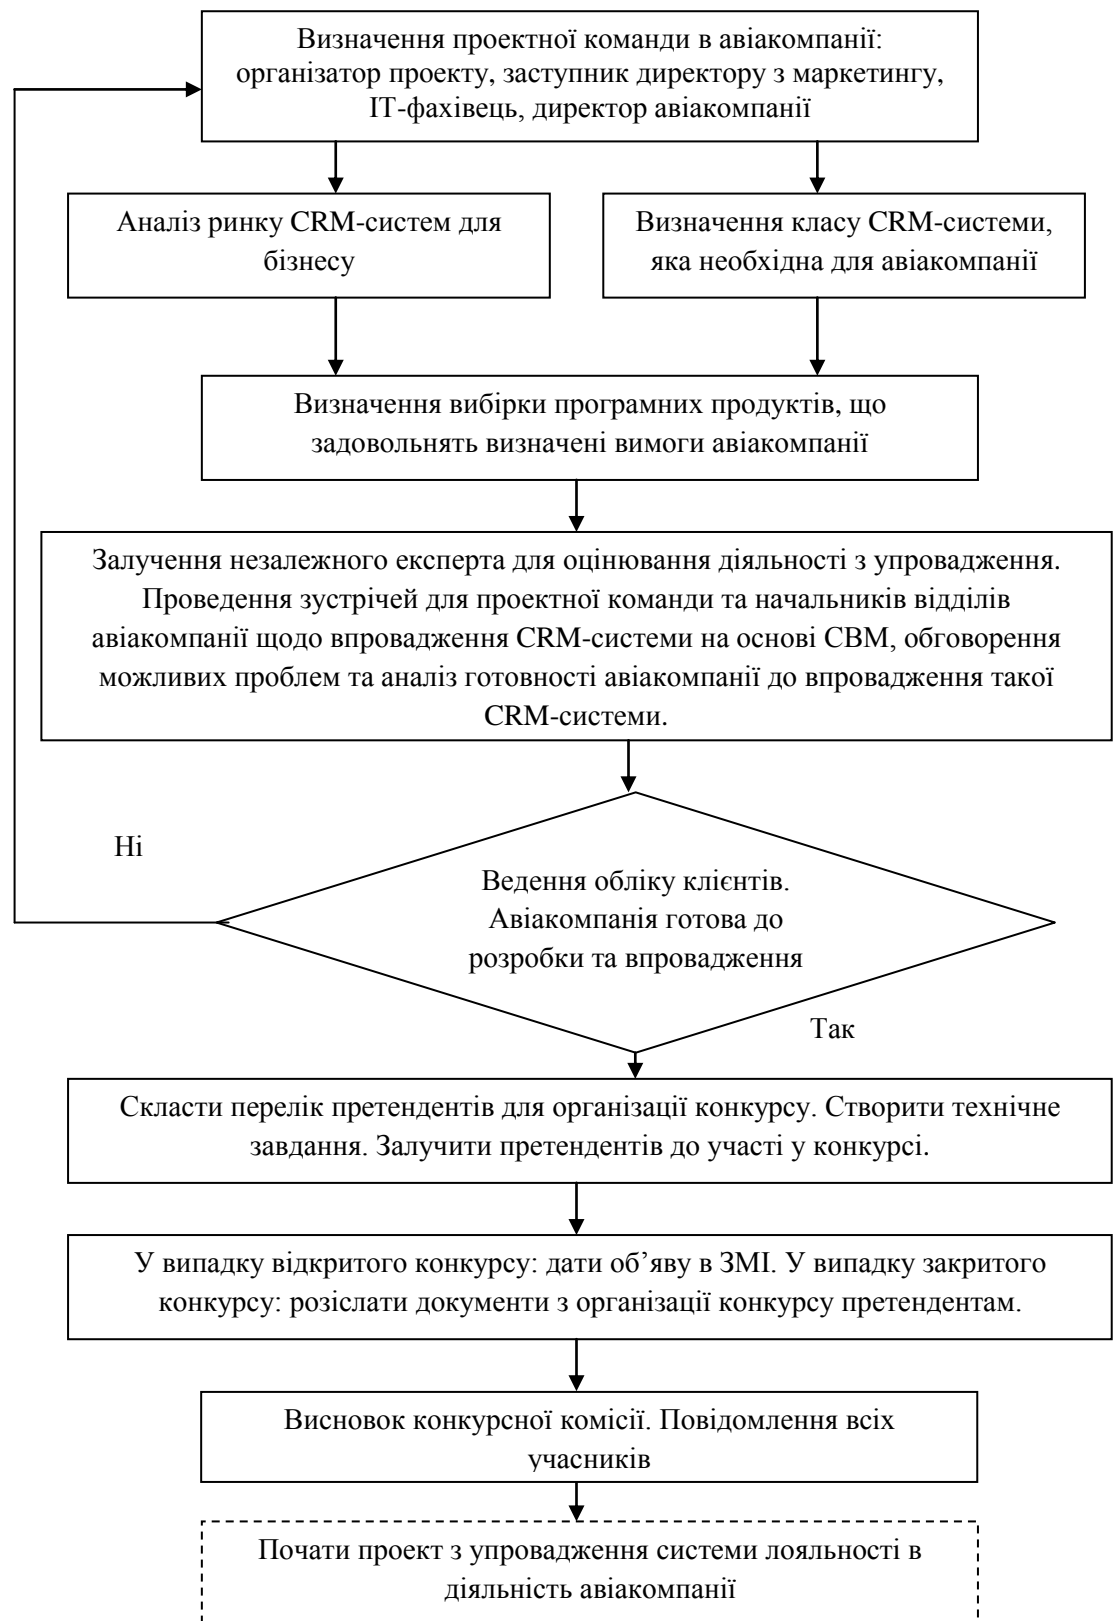 Визначення проектної команди в авіакомпанії:
організатор проекту, заступник директору з маркетингу,
ІТ-фахівець, директор авіакомпанії
Аналіз ринку CRM-систем для
бізнесу
Визначення класу CRM-системи,
яка необхідна для авіакомпанії
Визначення вибірки програмних продуктів, що
задовольнять визначені вимоги авіакомпанії
Залучення незалежного експерта для оцінювання діяльності з упровадження.
Проведення зустрічей для проектної команди та начальників відділів
авіакомпанії щодо впровадження CRM-системи на основі СВМ, обговорення
можливих проблем та аналіз готовності авіакомпанії до впровадження такої
CRM-системи.
Ні
Ведення обліку клієнтів.
Авіакомпанія готова до
розробки та впровадження
Так
Скласти перелік претендентів для організації конкурсу. Створити технічне
завдання. Залучити претендентів до участі у конкурсі.
У випадку відкритого конкурсу: дати об’яву в ЗМІ. У випадку закритого
конкурсу: розіслати документи з організації конкурсу претендентам.
Висновок конкурсної комісії. Повідомлення всіх
учасників
Почати проект з упровадження системи лояльності в
діяльність авіакомпанії